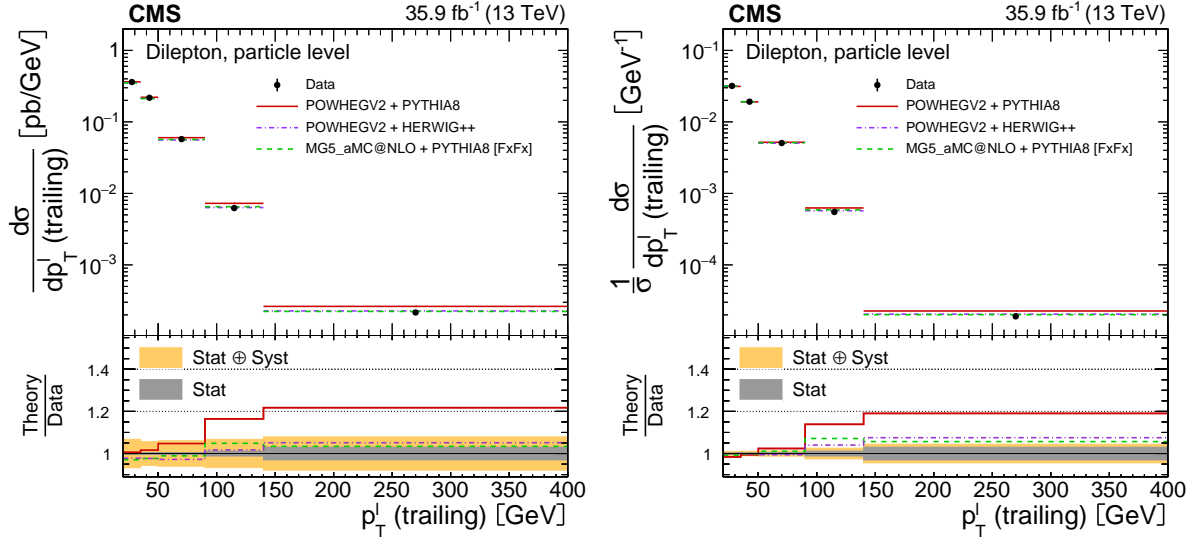 CMS 35.9 fb⁻¹ (13 TeV)
Dilepton, particle level
Data
POWHEGV2 + PYTHIA8
POWHEGV2 + HERWIG++
MG5_aMC@NLO + PYTHIA8 [FxFx]
dσ
dp_T^l (trailing) [pb/GeV]
1
10⁻¹
10⁻²
10⁻³
Stat ⊕ Syst
Stat
Theory
Data
1.4
1.2
1
50 100 150 200 250 300 350 400
p_T^l (trailing) [GeV]
CMS 35.9 fb⁻¹ (13 TeV)
Dilepton, particle level
Data
POWHEGV2 + PYTHIA8
POWHEGV2 + HERWIG++
MG5_aMC@NLO + PYTHIA8 [FxFx]
1 dσ
σ dp_T^l (trailing) [GeV⁻¹]
1
10⁻¹
10⁻²
10⁻³
10⁻⁴
Stat ⊕ Syst
Stat
Theory
Data
1.4
1.2
1
50 100 150 200 250 300 350 400
p_T^l (trailing) [GeV]